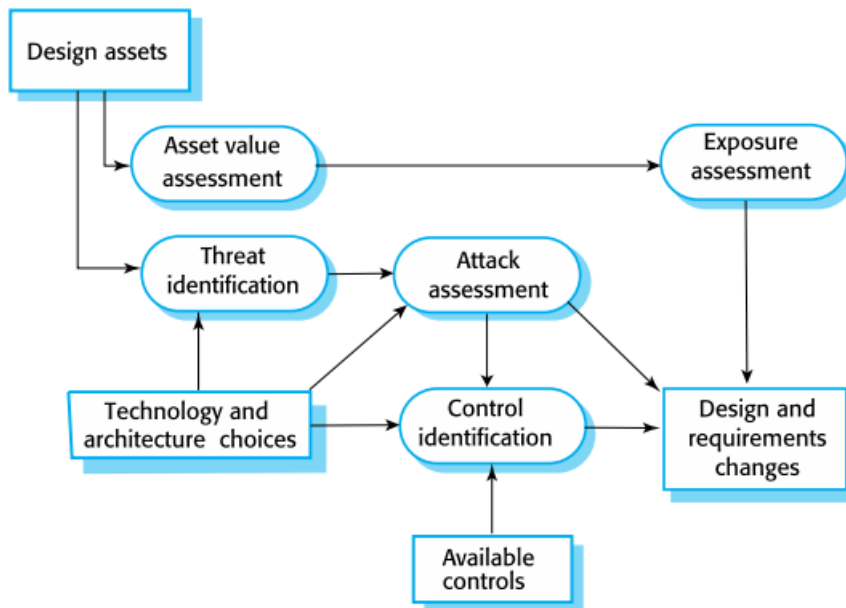 Design assets
Asset value
assessment
Exposure
assessment
Threat
identification
Attack
assessment
Technology and
architecture choices
Control
identification
Design and
requirements
changes
Available
controls